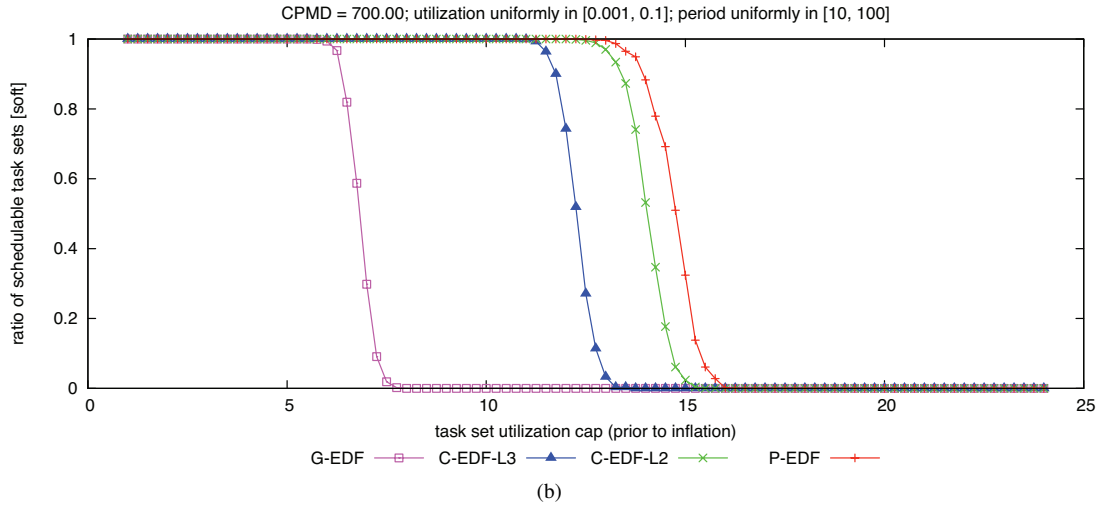 CPMD = 700.00; utilization uniformly in [0.001, 0.1]; period uniformly in [10, 100]
ratio of schedulable task sets [soft]
1
0.8
0.6
0.4
0.2
0
0 5 10 15 20 25
task set utilization cap (prior to inflation)
G-EDF C-EDF-L3 C-EDF-L2 P-EDF
(b)